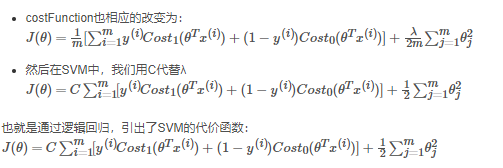 • costFunction也相应的改变为：
J(θ) = \frac{1}{m}[∑_{i=1}^{m} y^{(i)}Cost_1(θ^T x^{(i)}) + (1 − y^{(i)})Cost_0(θ^T x^{(i)})] + \frac{λ}{2m}∑_{j=1}^{m} θ_j^2
• 然后在SVM中，我们用C代替λ
J(θ) = C∑_{i=1}^{m}[y^{(i)}Cost_1(θ^T x^{(i)}) + (1 − y^{(i)})Cost_0(θ^T x^{(i)})] + \frac{1}{2}∑_{j=1}^{m} θ_j^2
也就是通过逻辑回归，引出了SVM的代价函数：
J(θ) = C∑_{i=1}^{m}[y^{(i)}Cost_1(θ^T x^{(i)}) + (1 − y^{(i)})Cost_0(θ^T x^{(i)})] + \frac{1}{2}∑_{j=1}^{m} θ_j^2